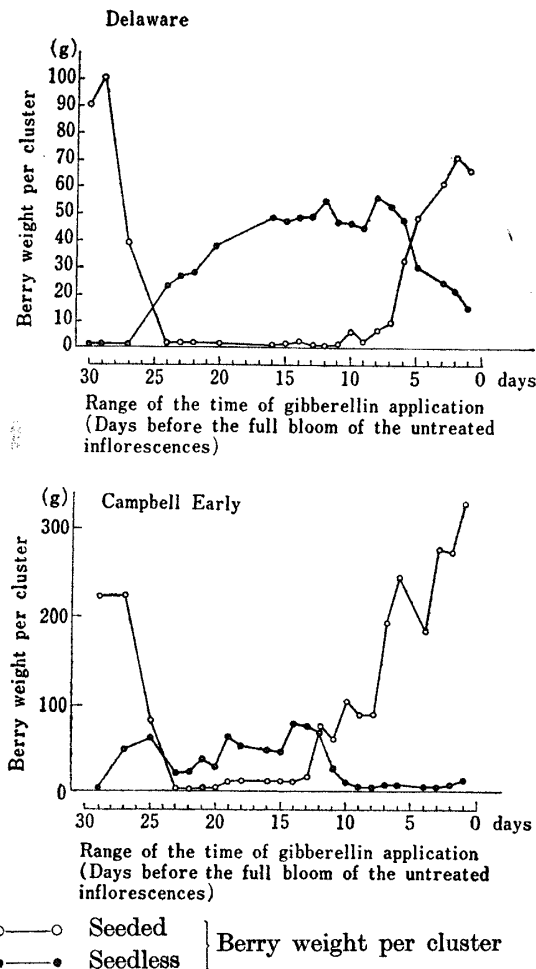 Delaware
(g)
100
90
80
70
60
50
40
30
20
10
0
Berry weight per cluster
30 25 20 15 10 5 0 days
Range of the time of gibberellin application
(Days before the full bloom of the untreated
inflorescences)
(g) Campbell Early
300
200
100
0
Berry weight per cluster
30 25 20 15 10 5 0 days
Range of the time of gibberellin application
(Days before the full bloom of the untreated
inflorescences)
Seeded
Seedless
Berry weight per cluster